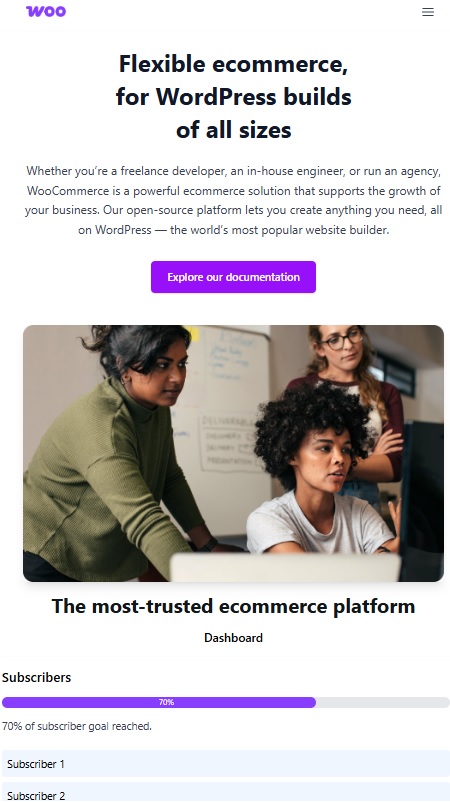 WOO
Flexible ecommerce,
for WordPress builds
of all sizes
Whether you’re a freelance developer, an in-house engineer, or run an agency,
WooCommerce is a powerful ecommerce solution that supports the growth of
your business. Our open-source platform lets you create anything you need, all
on WordPress — the world’s most popular website builder.
Explore our documentation
The most-trusted ecommerce platform
Dashboard
Subscribers
70%
70% of subscriber goal reached.
Subscriber 1
Subscriber 2